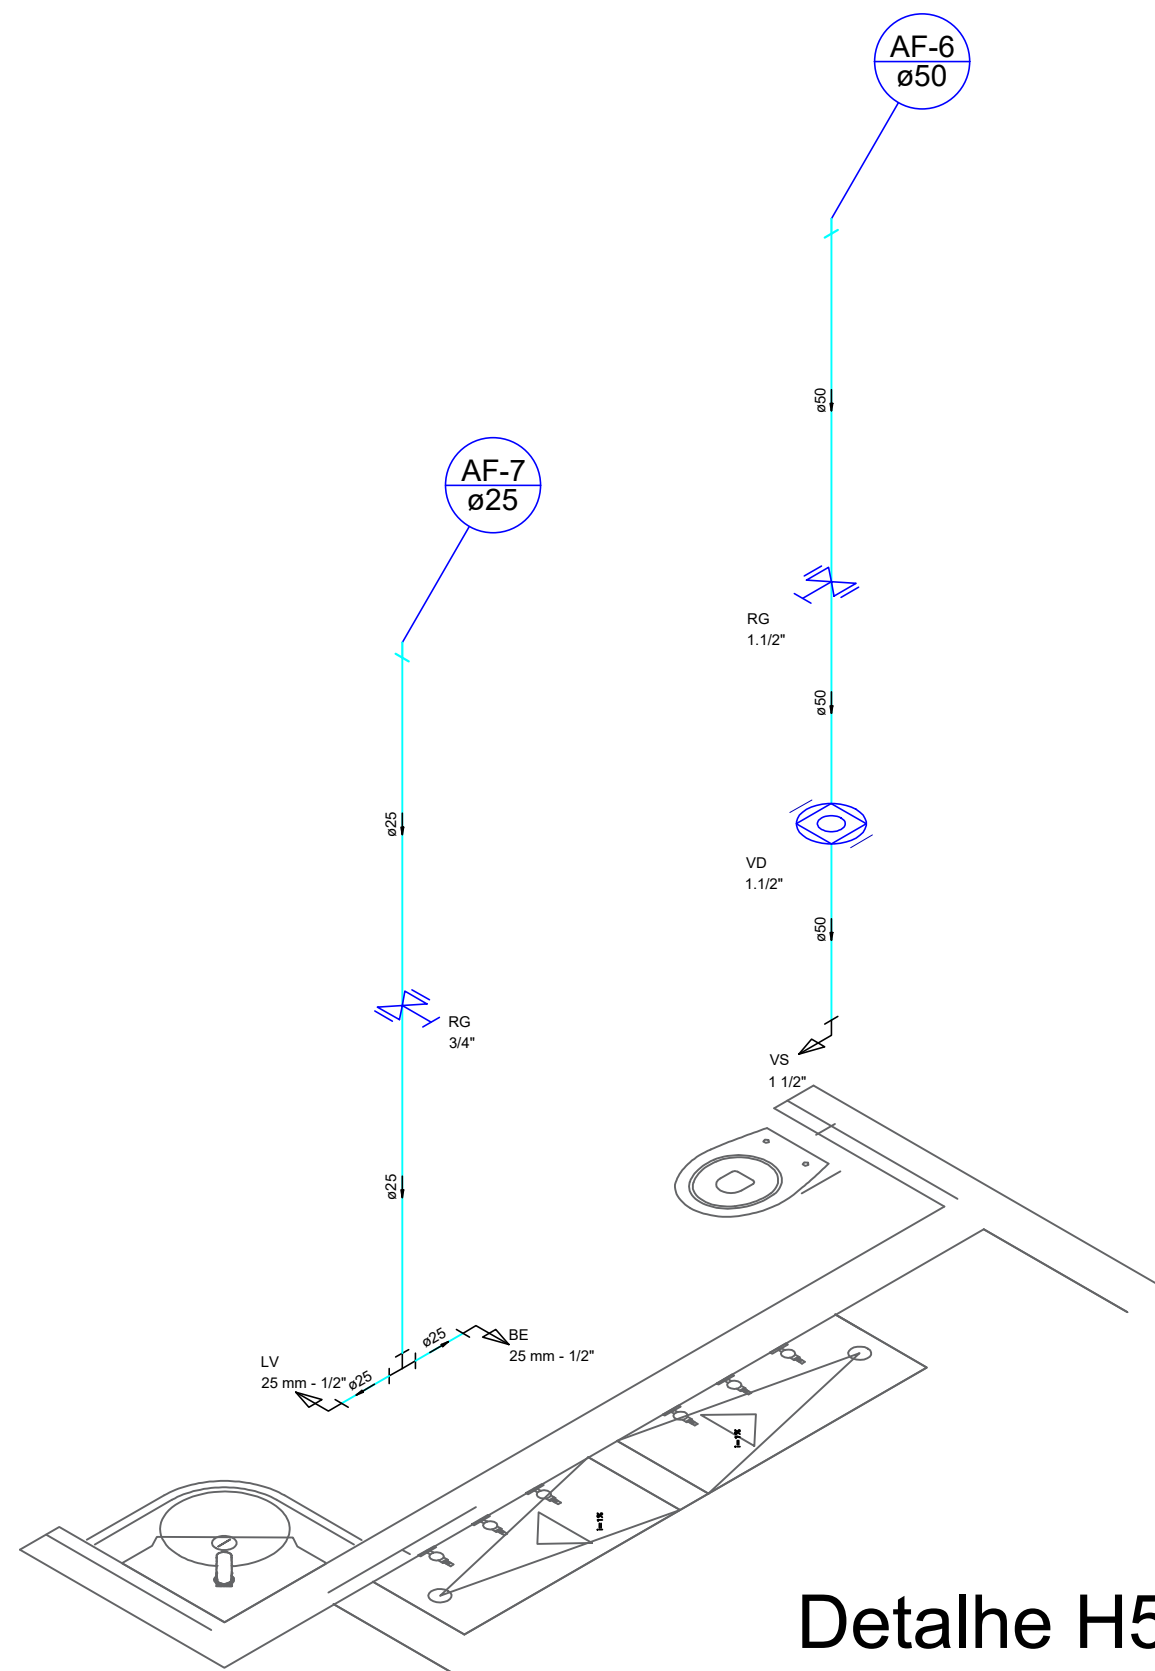 AF-6
ø50
ø50
AF-7
ø25
RG
1.1/2"
ø50
ø25
VD
1.1/2"
ø50
RG
3/4"
VS
1 1/2"
ø25
ø25
BE
25 mm - 1/2"
LV
25 mm - 1/2"
ø25
i=1%
i=1%
Detalhe H5